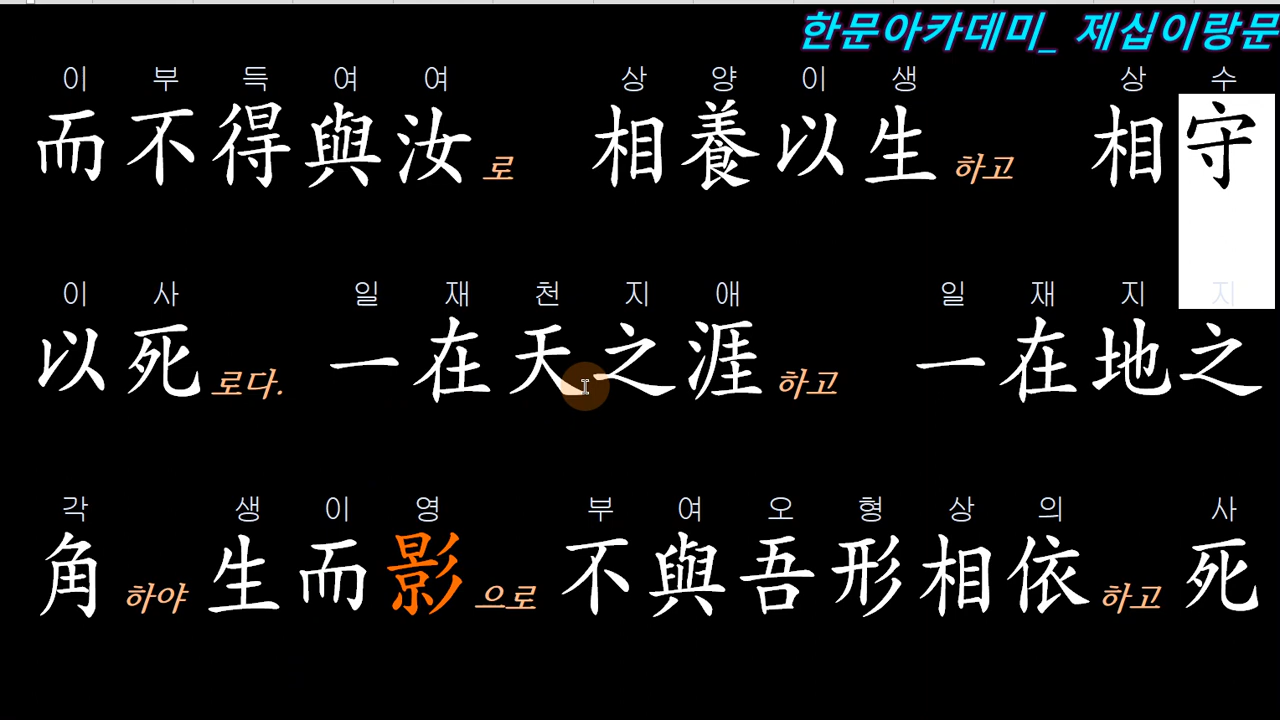 한문아카데미_ 제십이랑문
이 부 득 여 여 상 양 이 생 상 수
而不得與汝로 相養以生하고 相守
이 사 일 재 천 지 애 일 재 지 지
以死로다. 一在天之涯하고 一在地之
각 생 이 영 부 여 오 형 상 의 사
角하야 生而影으로 不與吾形相依하고 死